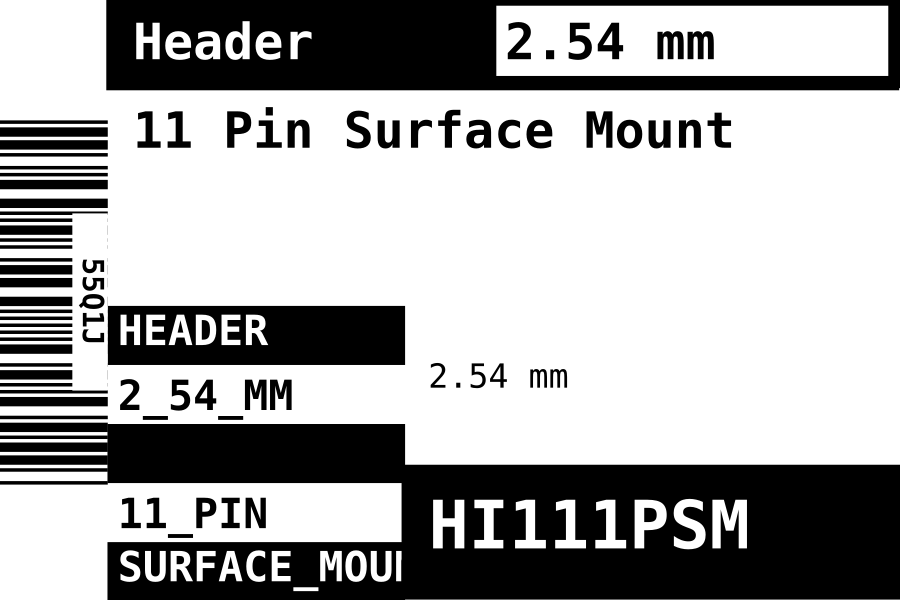 Header
2.54 mm
11 Pin Surface Mount
55Q1J
HEADER
2_54_MM
2.54 mm
11_PIN
SURFACE_MOU
HI111PSM